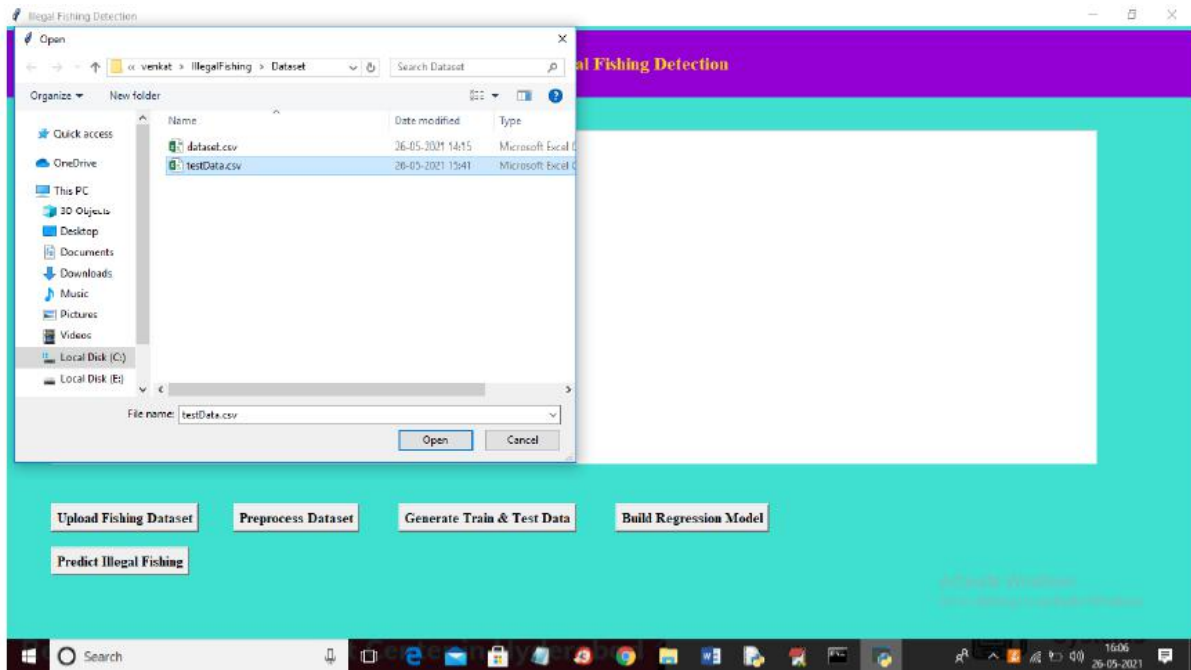 Illegal Fishing Detection
Open
al Fishing Detection
« venkat > IllegalFishing > Dataset
Search Dataset
Organize
New folder
Name
Date modified
Type
Quick access
dataset.csv
26-05-2021 14:15
Microsoft Excel C
testData.csv
26-05-2021 15:41
Microsoft Excel C
OneDrive
This PC
3D Objects
Desktop
Documents
Downloads
Music
Pictures
Videos
Local Disk (C:)
Local Disk (E:)
File name: testData.csv
Open
Cancel
Upload Fishing Dataset
Preprocess Dataset
Generate Train & Test Data
Build Regression Model
Predict Illegal Fishing
Activate Windows
Search
16:06
26-05-2021